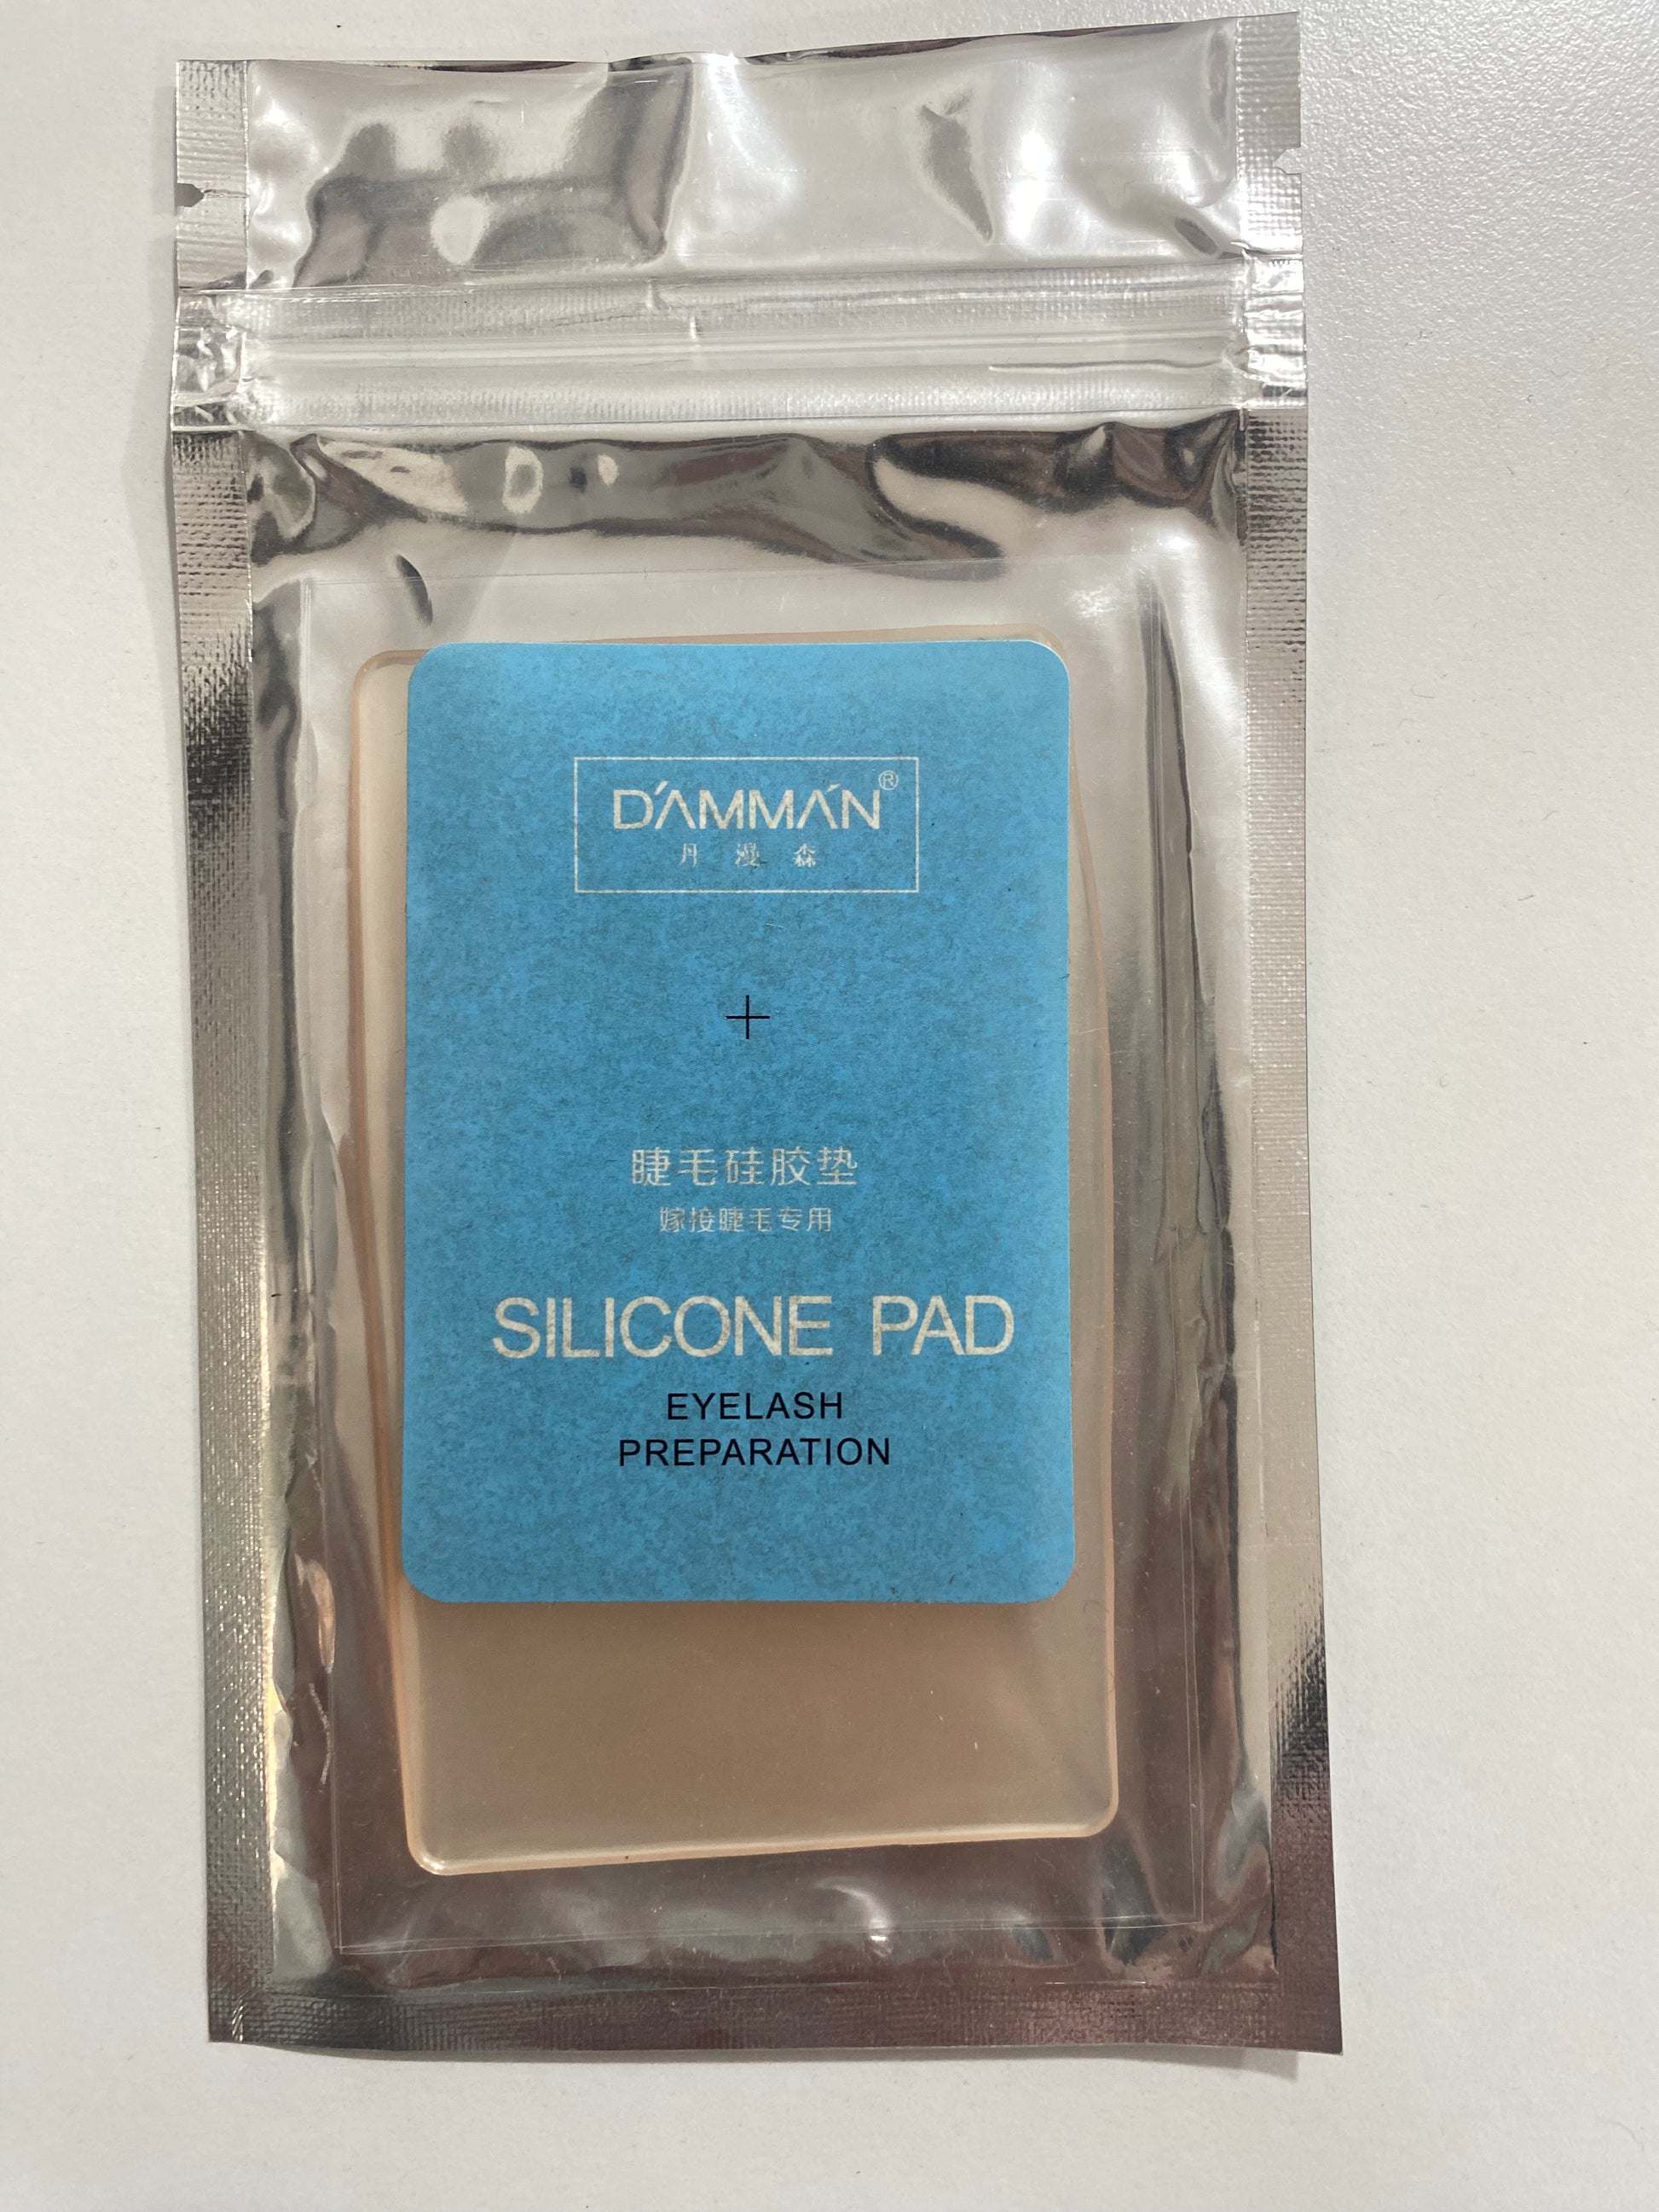 D'AMMA'N®
丹漫森
+
睫毛硅胶垫
嫁接睫毛专用
SILICONE PAD
EYELASH
PREPARATION